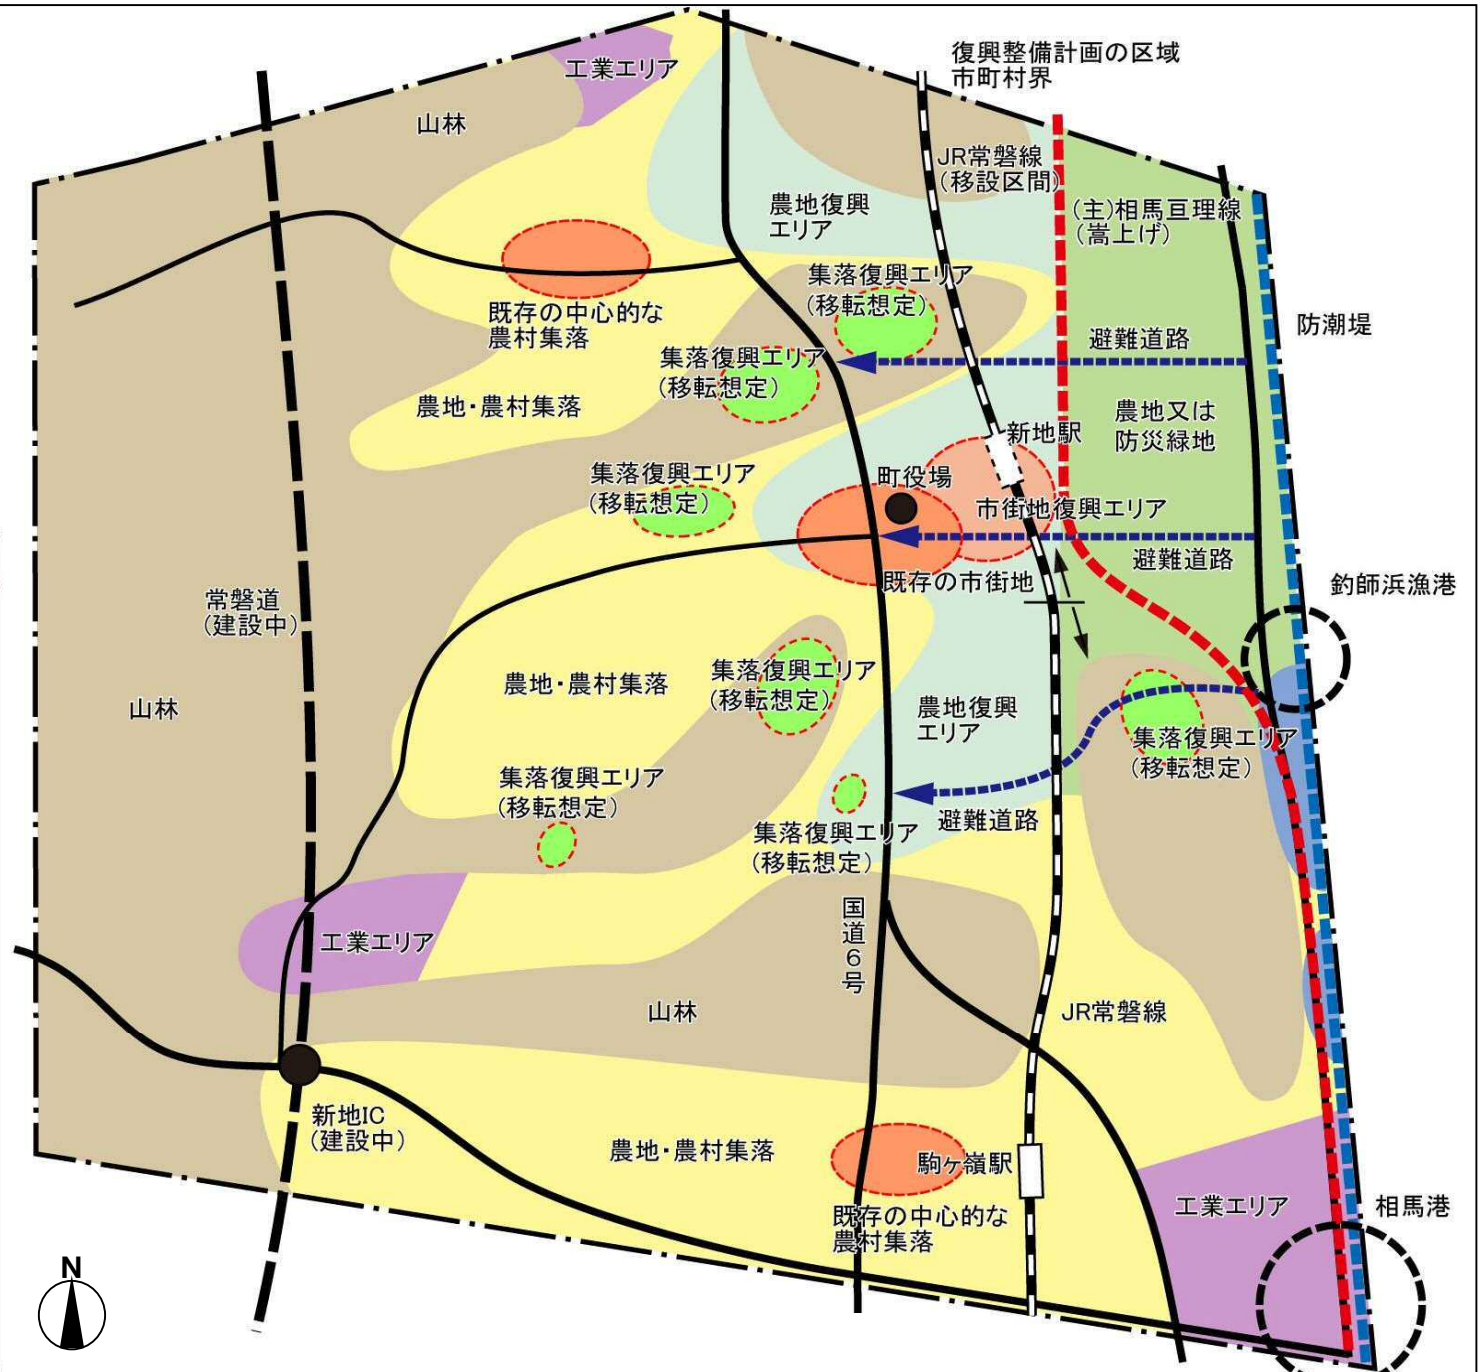 復興整備計画の区域
市町村界
工業エリア
山林
JR常磐線
（移設区間）
農地復興
エリア
（主）相馬亘理線
（嵩上げ）
集落復興エリア
（移転想定）
既存の中心的な
農村集落
防潮堤
避難道路
集落復興エリア
（移転想定）
農地・農村集落
農地又は
防災緑地
新地駅
集落復興エリア
（移転想定）
町役場
市街地復興エリア
避難道路
既存の市街地
釣師浜漁港
常磐道
（建設中）
農地・農村集落
集落復興エリア
（移転想定）
山林
農地復興
エリア
集落復興エリア
（移転想定）
集落復興エリア
（移転想定）
避難道路
集落復興エリア
（移転想定）
国道６号
工業エリア
山林
JR常磐線
新地IC
（建設中）
農地・農村集落
駒ヶ嶺駅
工業エリア
相馬港
既存の中心的な
農村集落
N